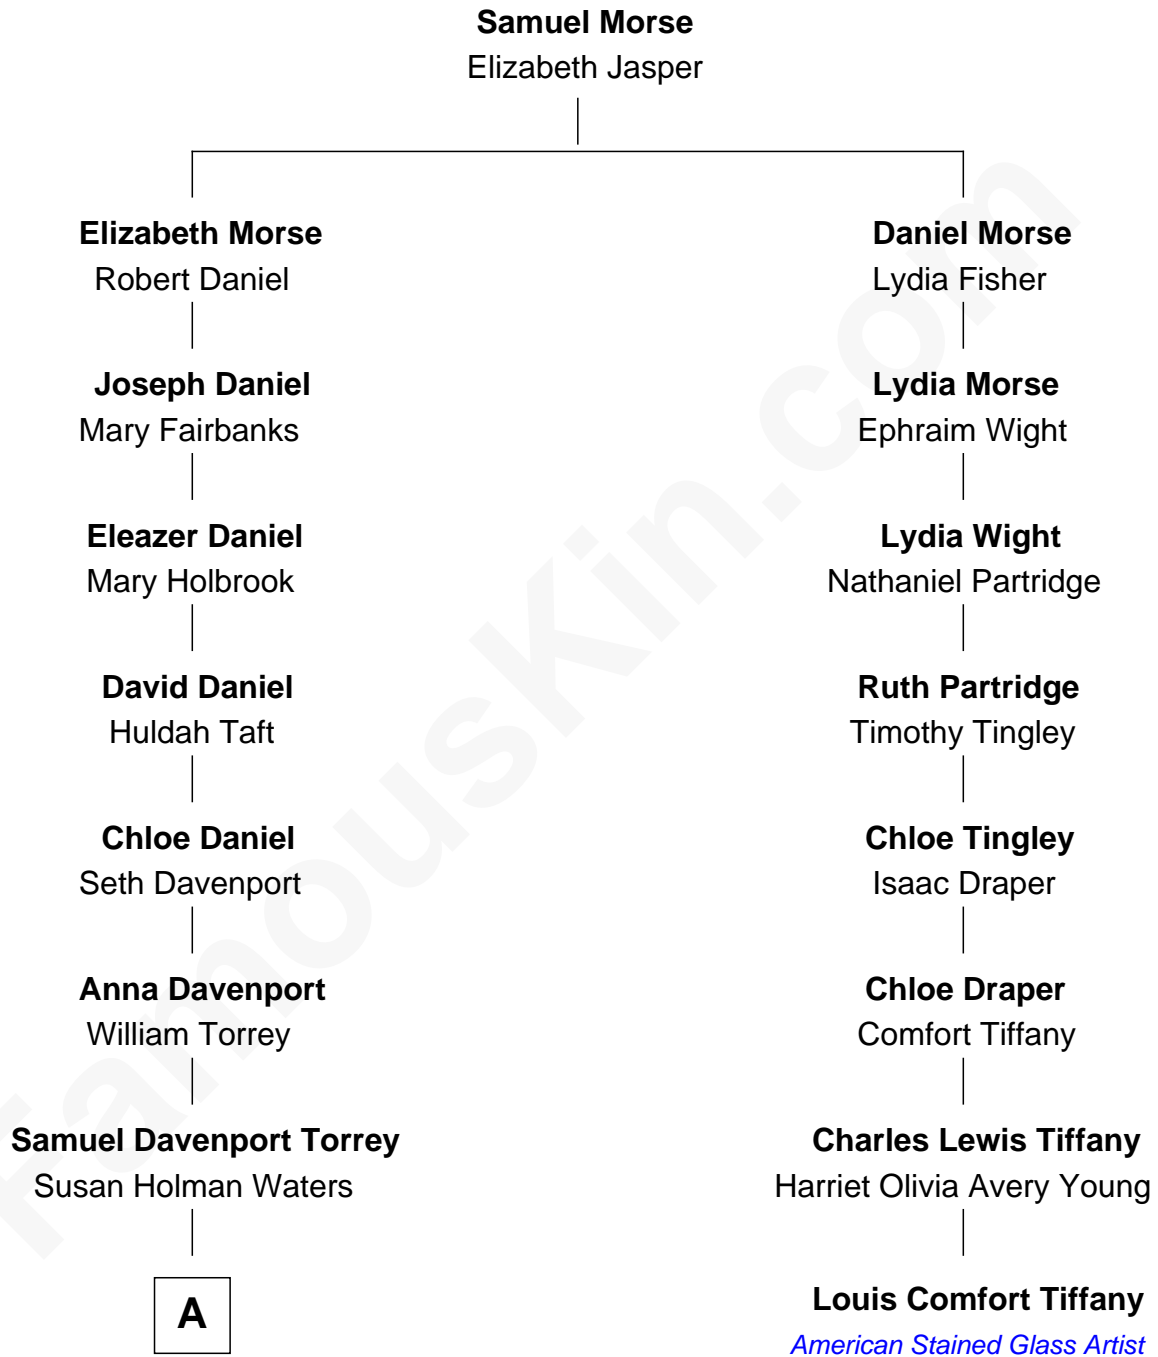 Samuel Morse
Elizabeth Jasper
Elizabeth Morse
Robert Daniel
Daniel Morse
Lydia Fisher
Joseph Daniel
Mary Fairbanks
Lydia Morse
Ephraim Wight
Eleazer Daniel
Mary Holbrook
Lydia Wight
Nathaniel Partridge
David Daniel
Huldah Taft
Ruth Partridge
Timothy Tingley
Chloe Daniel
Seth Davenport
Chloe Tingley
Isaac Draper
Anna Davenport
William Torrey
Chloe Draper
Comfort Tiffany
Samuel Davenport Torrey
Susan Holman Waters
Charles Lewis Tiffany
Harriet Olivia Avery Young
A
Louis Comfort Tiffany
American Stained Glass Artist
FamousKin.com